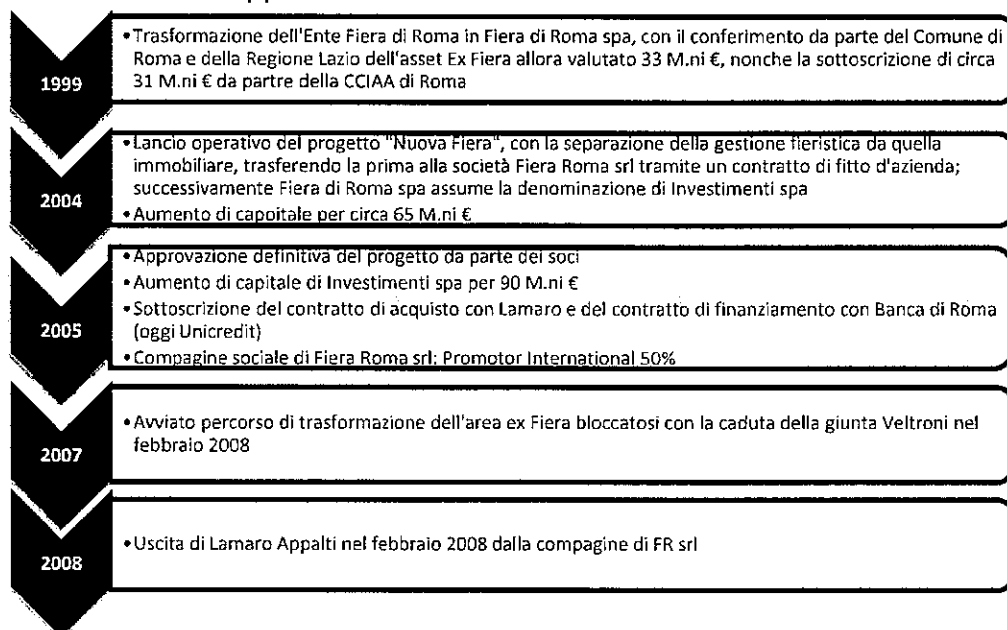 •Trasformazione dell'Ente Fiera di Roma in Fiera di Roma spa, con il conferimento da parte del Comune di
Roma e della Regione Lazio dell'asset Ex Fiera allora valutato 33 M.ni €, nonche la sottoscrizione di circa
31 M.ni € da partre della CCIAA di Roma
1999
•Lancio operativo del progetto "Nuova Fiera", con la separazione della gestione fieristica da quella
immobiliare, trasferendo la prima alla società Fiera Roma srl tramite un contratto di fitto d'azienda;
successivamente Fiera di Roma spa assume la denominazione di Investimenti spa
•Aumento di capoitale per circa 65 M.ni €
2004
•Approvazione definitiva del progetto da parte dei soci
•Aumento di capitale di Investimenti spa per 90 M.ni €
•Sottoscrizione del contratto di acquisto con Lamaro e del contratto di finanziamento con Banca di Roma
(oggi Unicredit)
•Compagine sociale di Fiera Roma srl: Promotor International 50%
2005
•Avviato percorso di trasformazione dell'area ex Fiera bloccatosi con la caduta della giunta Veltroni nel
febbraio 2008
2007
•Uscita di Lamaro Appalti nel febbraio 2008 dalla compagine di FR srl
2008